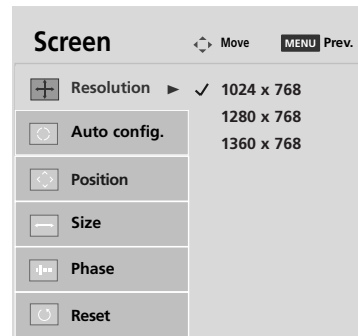 Screen
Move MENU Prev.
Resolution 1024 x 768
1280 x 768
1360 x 768
Auto config.
Position
Size
Phase
Reset